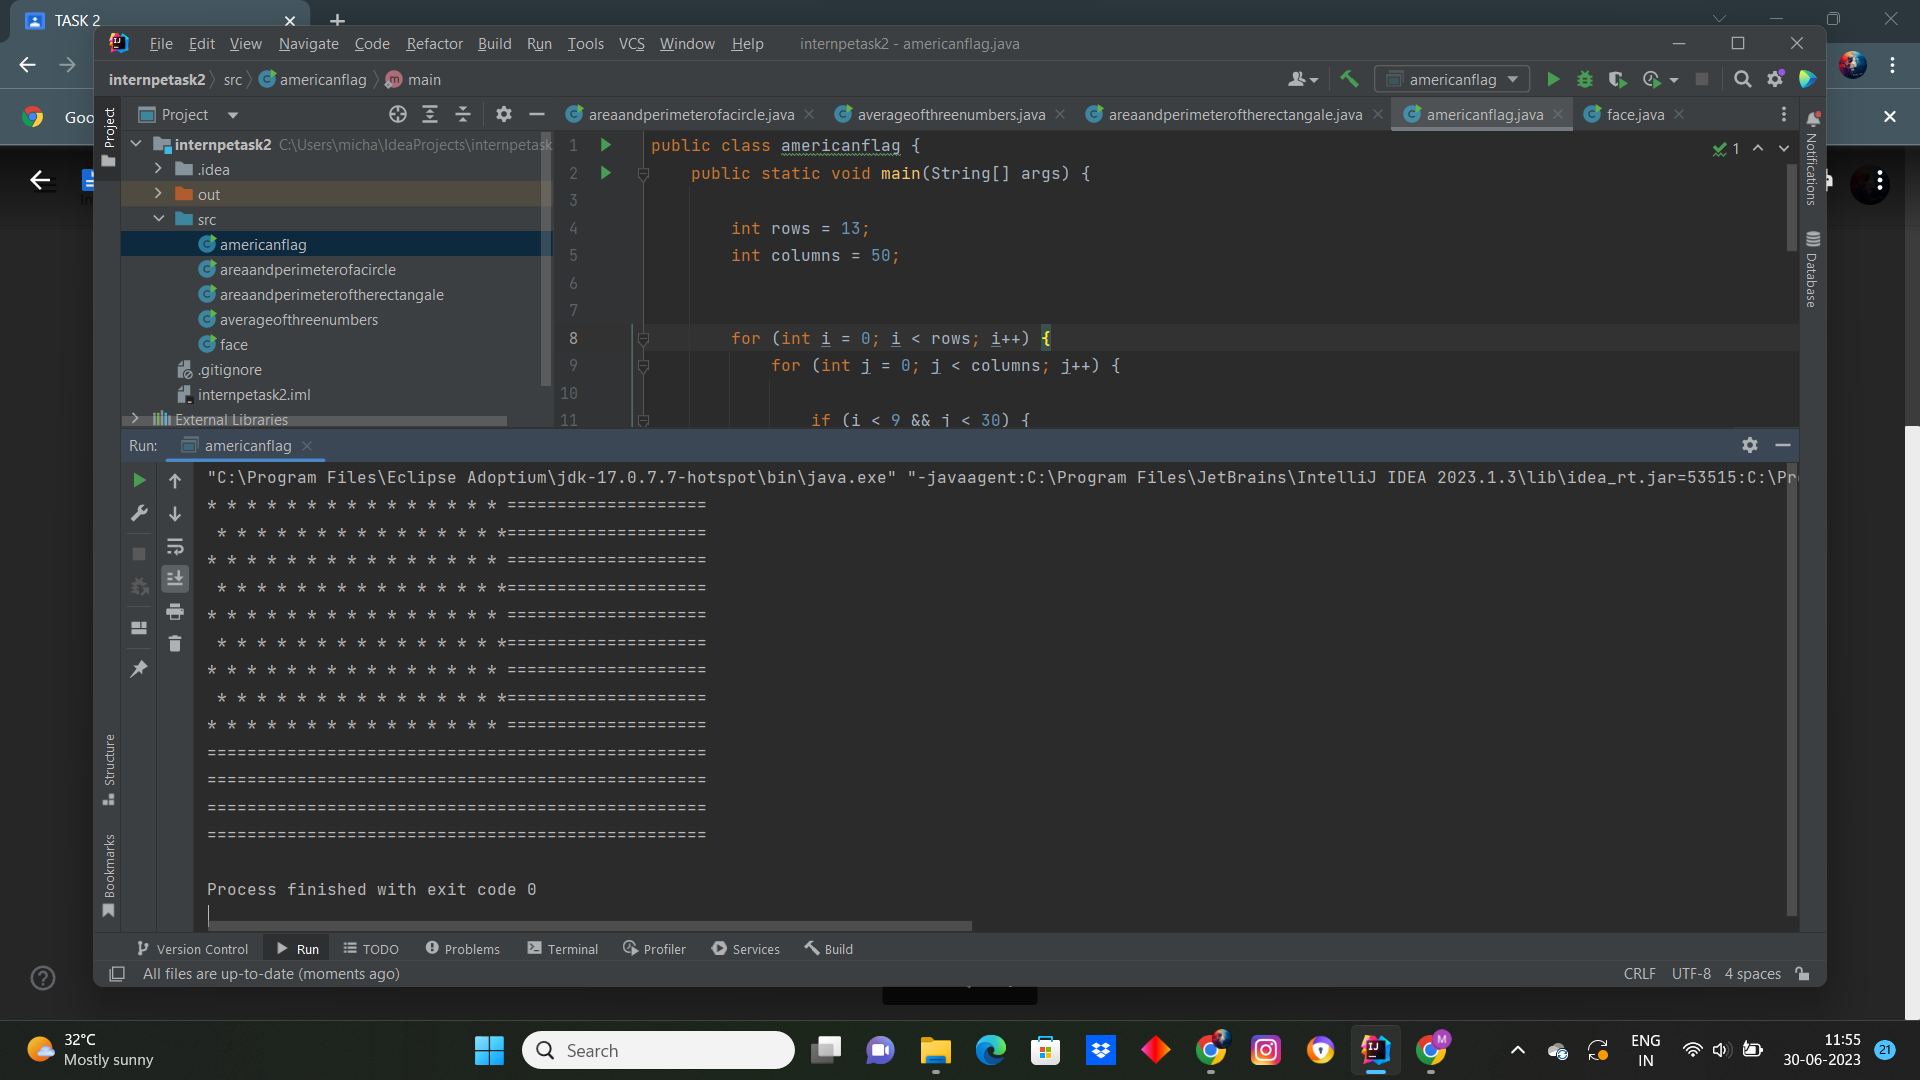 TASK 2
File Edit View Navigate Code Refactor Build Run Tools VCS Window Help internpetask2 - americanflag.java
internpetask2 src americanflag main
americanflag
Goo
Project
Project
areaandperimeterofacircle.java averageofthreenumbers.java areaandperimeteroftherectangale.java americanflag.java face.java
Notifications
Database
internpetask2 C:\Users\micha\IdeaProjects\internpetask
.idea
out
src
americanflag
areaandperimeterofacircle
areaandperimeteroftherectangale
averageofthreenumbers
face
.gitignore
internpetask2.iml
External Libraries
1 public class americanflag {
1
2 public static void main(String[] args) {
3
4 int rows = 13;
5 int columns = 50;
6
7
8 for (int i = 0; i < rows; i++) {
9 for (int j = 0; j < columns; j++) {
10
11 if (i < 9 && j < 30) {
Run: americanflag
"C:\Program Files\Eclipse Adoptium\jdk-17.0.7.7-hotspot\bin\java.exe" "-javaagent:C:\Program Files\JetBrains\IntelliJ IDEA 2023.1.3\lib\idea_rt.jar=53515:C:\Pr
* * * * * * * * * * * * * * * ====================
 * * * * * * * * * * * * * * *====================
* * * * * * * * * * * * * * * ====================
 * * * * * * * * * * * * * * *====================
* * * * * * * * * * * * * * * ====================
 * * * * * * * * * * * * * * *====================
* * * * * * * * * * * * * * * ====================
 * * * * * * * * * * * * * * *====================
* * * * * * * * * * * * * * * ====================
==================================================
==================================================
==================================================
==================================================
Process finished with exit code 0
Structure
Bookmarks
Version Control Run TODO Problems Terminal Profiler Services Build
All files are up-to-date (moments ago) CRLF UTF-8 4 spaces
32°C
Mostly sunny
Search
ENG
IN
11:55
30-06-2023
21